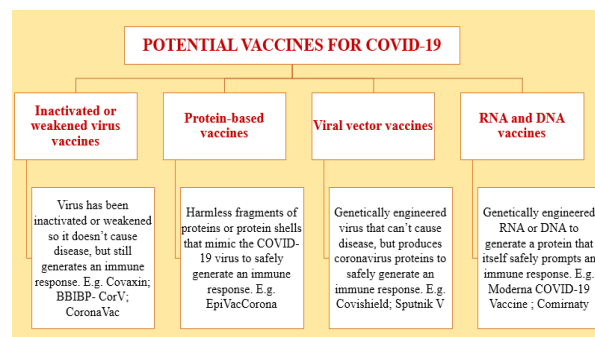 POTENTIAL VACCINES FOR COVID-19
Inactivated or
weakened virus
vaccines
Protein-based
vaccines
Viral vector vaccines
RNA and DNA
vaccines
Virus has been
inactivated or weakened
so it doesn’t cause
disease, but still
generates an immune
response. E.g. Covaxin;
BBIBP- CorV;
CoronaVac
Harmless fragments of
proteins or protein shells
that mimic the COVID-
19 virus to safely
generate an immune
response. E.g.
EpiVacCorona
Genetically engineered
virus that can’t cause
disease, but produces
coronavirus proteins to
safely generate an
immune response. E.g.
Covishield; Sputnik V
Genetically engineered
RNA or DNA to
generate a protein that
itself safely prompts an
immune response. E.g.
Moderna COVID-19
Vaccine ; Comirnaty